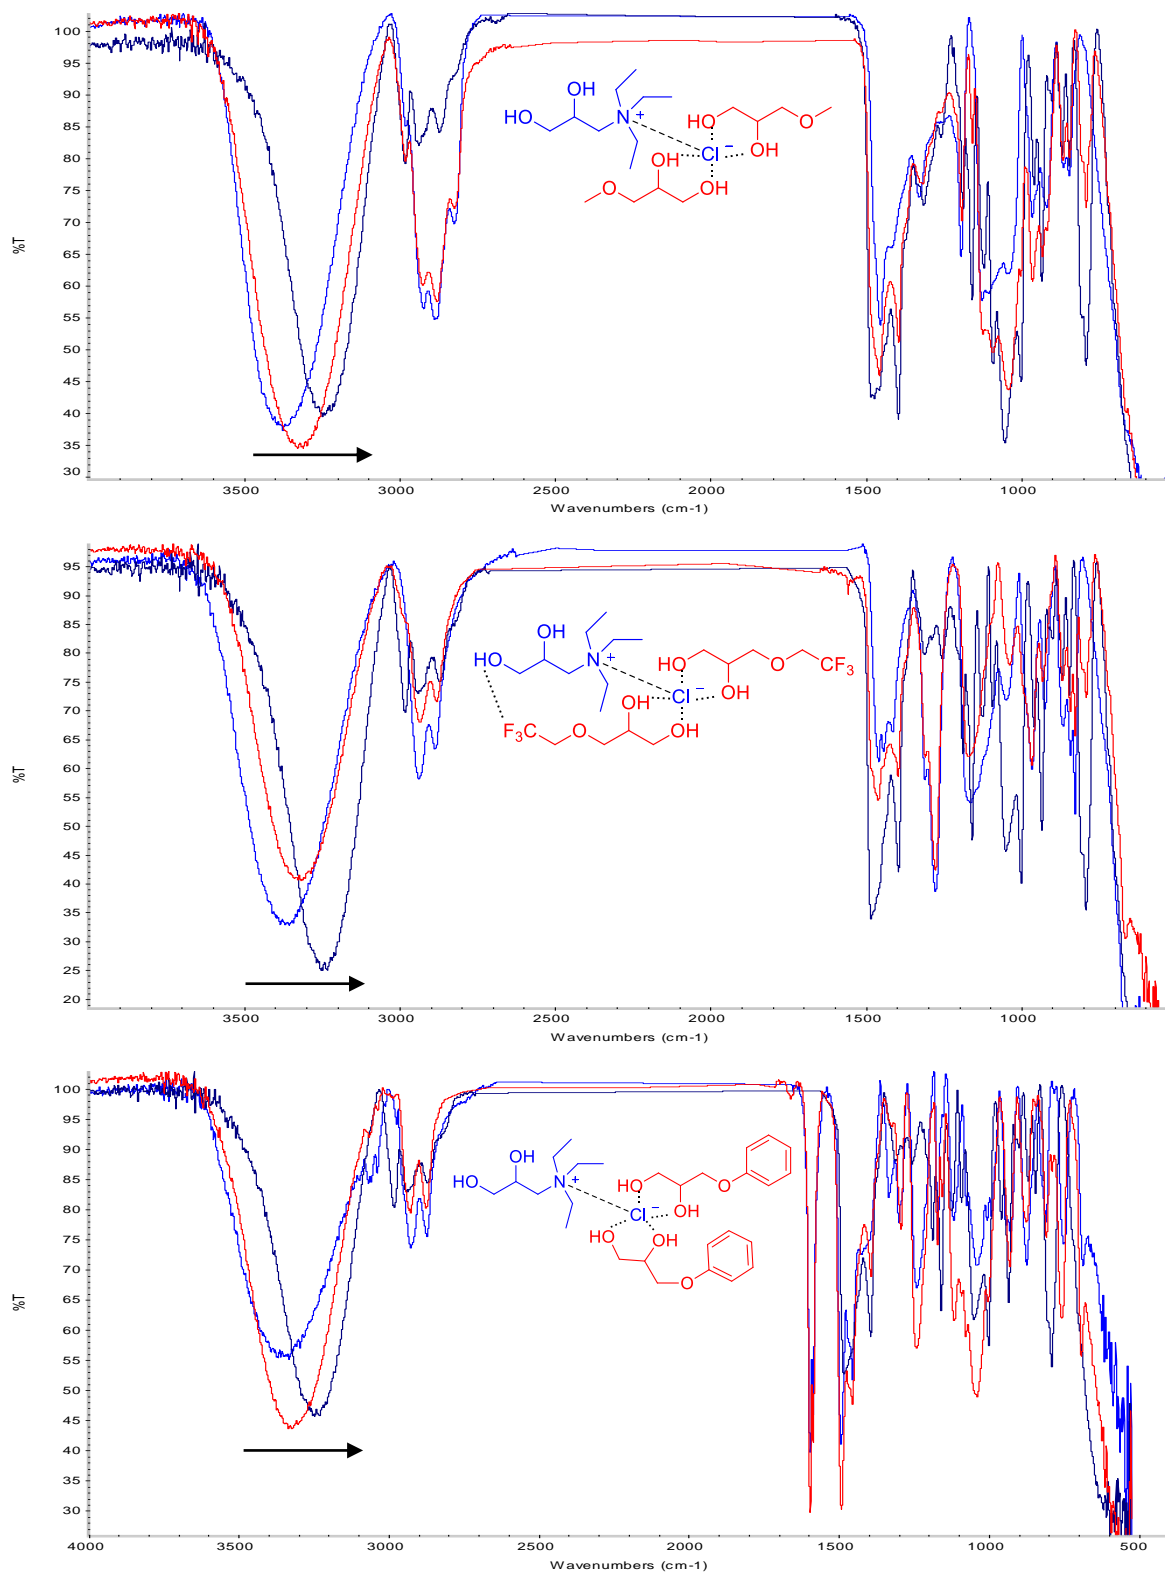 100
95
90
85
80
75
70
65
60
55
50
45
40
35
30
%T
OH
HO
N
+
HO
O
Cl
−
OH
OH
O
OH
3500 3000 2500 2000 1500 1000
Wavenumbers (cm-1)
95
90
85
80
75
70
65
60
55
50
45
40
35
30
25
20
%T
OH
HO
N
+
HO
O
CF3
Cl
−
OH
OH
F3C
O
OH
3500 3000 2500 2000 1500 1000
Wavenumbers (cm-1)
100
95
90
85
80
75
70
65
60
55
50
45
40
35
30
%T
OH
HO
N
+
HO
O
Cl
−
OH
HO
OH
O
4000 3500 3000 2500 2000 1500 1000 500
Wavenumbers (cm-1)